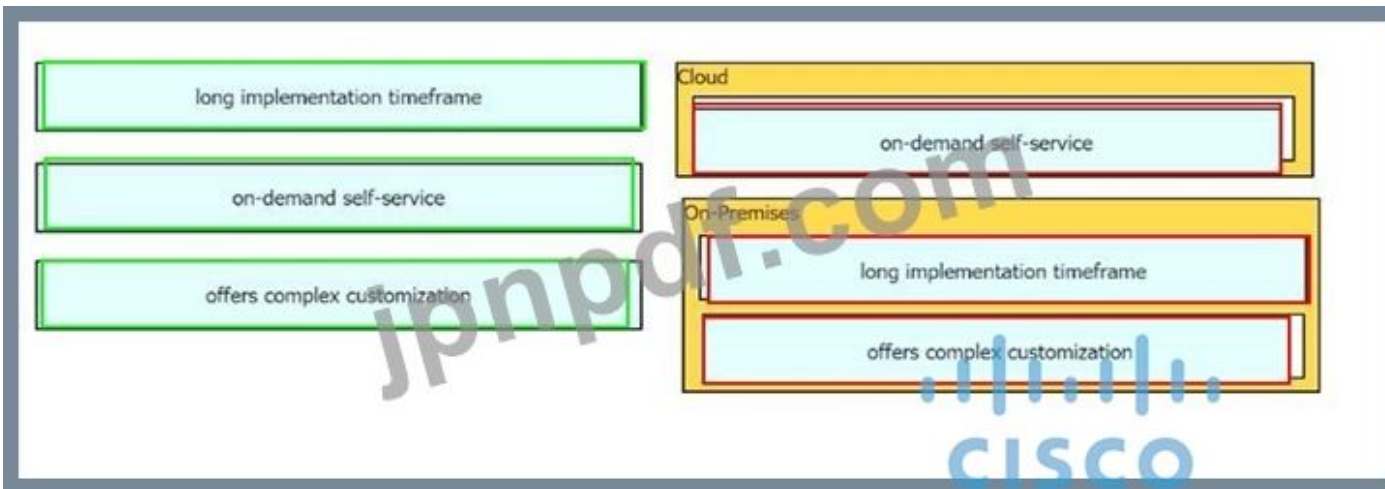 long implementation timeframe
on-demand self-service
offers complex customization
Cloud
on-demand self-service
On-Premises
long implementation timeframe
offers complex customization
jpnpdf.com
CISCO